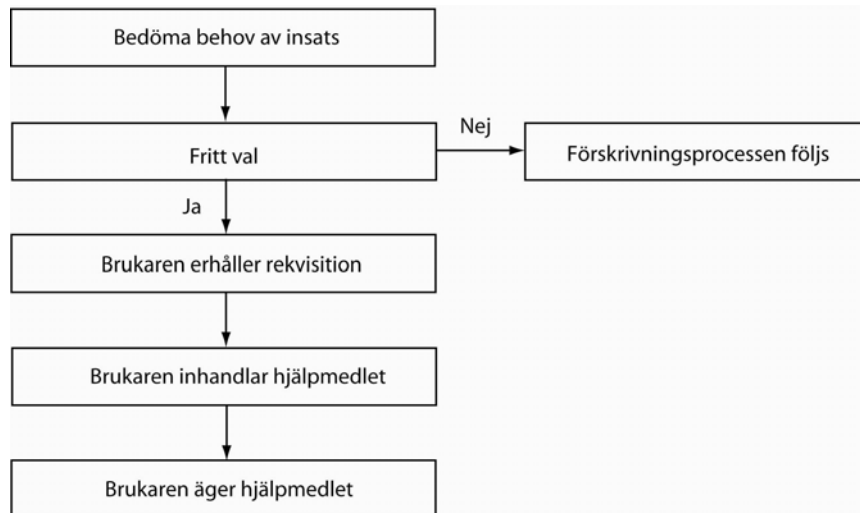 Bedöma behov av insats
Fritt val
Nej
Förskrivningsprocessen följs
Ja
Brukaren erhåller rekvisition
Brukaren inhandlar hjälpmedlet
Brukaren äger hjälpmedlet